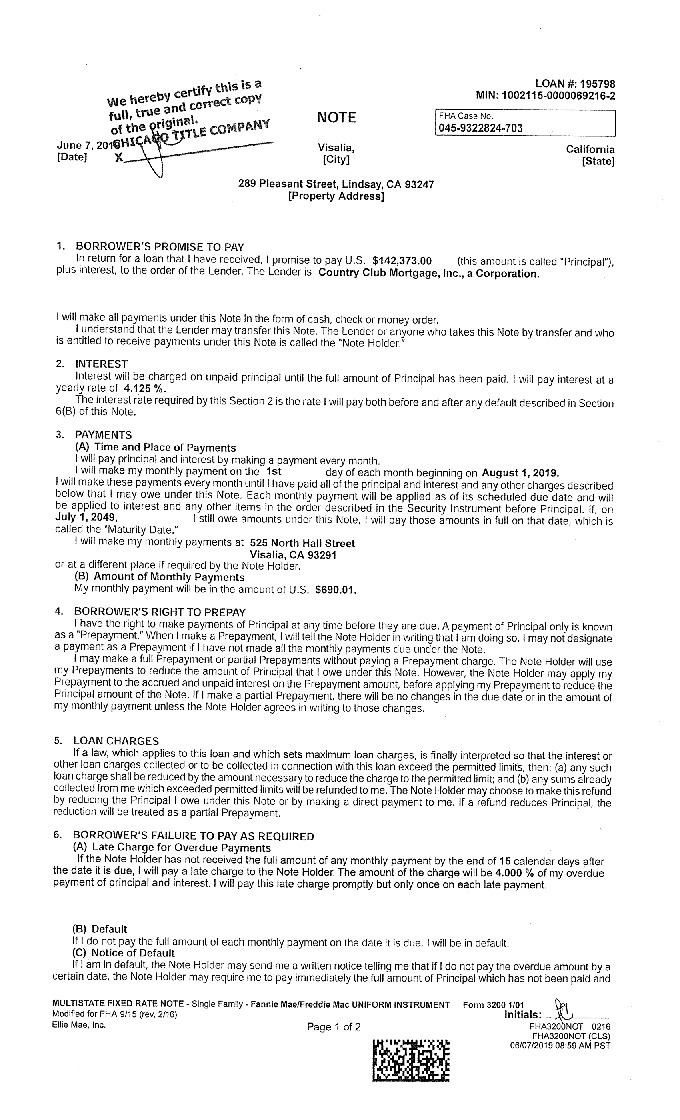 LOAN #: 195798
MIN: 1002115-0000069216-2
We hereby certify this is a
full, true and correct copy
of the original.
CHICAGO TITLE COMPANY
X
NOTE
FHA Case No.
045-9322824-703
June 7, 201
[Date]
Visalia,
[City]
California
[State]
289 Pleasant Street, Lindsay, CA 93247
[Property Address]
1. BORROWER'S PROMISE TO PAY
In return for a loan that I have received, I promise to pay U.S. $142,373.00 (this amount is called "Principal"),
plus interest, to the order of the Lender. The Lender is Country Club Mortgage, Inc., a Corporation.
I will make all payments under this Note in the form of cash, check or money order.
I understand that the Lender may transfer this Note. The Lender or anyone who takes this Note by transfer and who
is entitled to receive payments under this Note is called the "Note Holder."
2. INTEREST
Interest will be charged on unpaid principal until the full amount of Principal has been paid. I will pay interest at a
yearly rate of 4.125 %.
The interest rate required by this Section 2 is the rate I will pay both before and after any default described in Section
6(B) of this Note.
3. PAYMENTS
(A) Time and Place of Payments
I will pay principal and interest by making a payment every month.
I will make my monthly payment on the 1st day of each month beginning on August 1, 2019.
I will make these payments every month until I have paid all of the principal and interest and any other charges described
below that I may owe under this Note. Each monthly payment will be applied as of its scheduled due date and will
be applied to interest and any other items in the order described in the Security Instrument before Principal. If, on
July 1, 2049, I still owe amounts under this Note, I will pay those amounts in full on that date, which is
called the "Maturity Date."
I will make my monthly payments at 525 North Hall Street
Visalia, CA 93291
or at a different place if required by the Note Holder.
(B) Amount of Monthly Payments
My monthly payment will be in the amount of U.S. $690.01.
4. BORROWER'S RIGHT TO PREPAY
I have the right to make payments of Principal at any time before they are due. A payment of Principal only is known
as a "Prepayment." When I make a Prepayment, I will tell the Note Holder in writing that I am doing so. I may not designate
a payment as a Prepayment if I have not made all the monthly payments due under the Note.
I may make a full Prepayment or partial Prepayments without paying a Prepayment charge. The Note Holder will use
my Prepayments to reduce the amount of Principal that I owe under this Note. However, the Note Holder may apply my
Prepayment to the accrued and unpaid interest on the Prepayment amount, before applying my Prepayment to reduce the
Principal amount of the Note. If I make a partial Prepayment, there will be no changes in the due date or in the amount of
my monthly payment unless the Note Holder agrees in writing to those changes.
5. LOAN CHARGES
If a law, which applies to this loan and which sets maximum loan charges, is finally interpreted so that the interest or
other loan charges collected or to be collected in connection with this loan exceed the permitted limits, then: (a) any such
loan charge shall be reduced by the amount necessary to reduce the charge to the permitted limit; and (b) any sums already
collected from me which exceeded permitted limits will be refunded to me. The Note Holder may choose to make this refund
by reducing the Principal I owe under this Note or by making a direct payment to me. If a refund reduces Principal, the
reduction will be treated as a partial Prepayment.
6. BORROWER'S FAILURE TO PAY AS REQUIRED
(A) Late Charge for Overdue Payments
If the Note Holder has not received the full amount of any monthly payment by the end of 15 calendar days after
the date it is due, I will pay a late charge to the Note Holder. The amount of the charge will be 4.000 % of my overdue
payment of principal and interest. I will pay this late charge promptly but only once on each late payment.
(B) Default
If I do not pay the full amount of each monthly payment on the date it is due, I will be in default.
(C) Notice of Default
If I am in default, the Note Holder may send me a written notice telling me that if I do not pay the overdue amount by a
certain date, the Note Holder may require me to pay immediately the full amount of Principal which has not been paid and
MULTISTATE FIXED RATE NOTE - Single Family - Fannie Mae/Freddie Mac UNIFORM INSTRUMENT Form 3200 1/01
Modified for FHA 9/15 (rev. 2/16)
Initials:
Ellie Mae, Inc.
Page 1 of 2
FHA3200NOT 0216
FHA3200NOT (CLS)
06/07/2019 08:59 AM PST